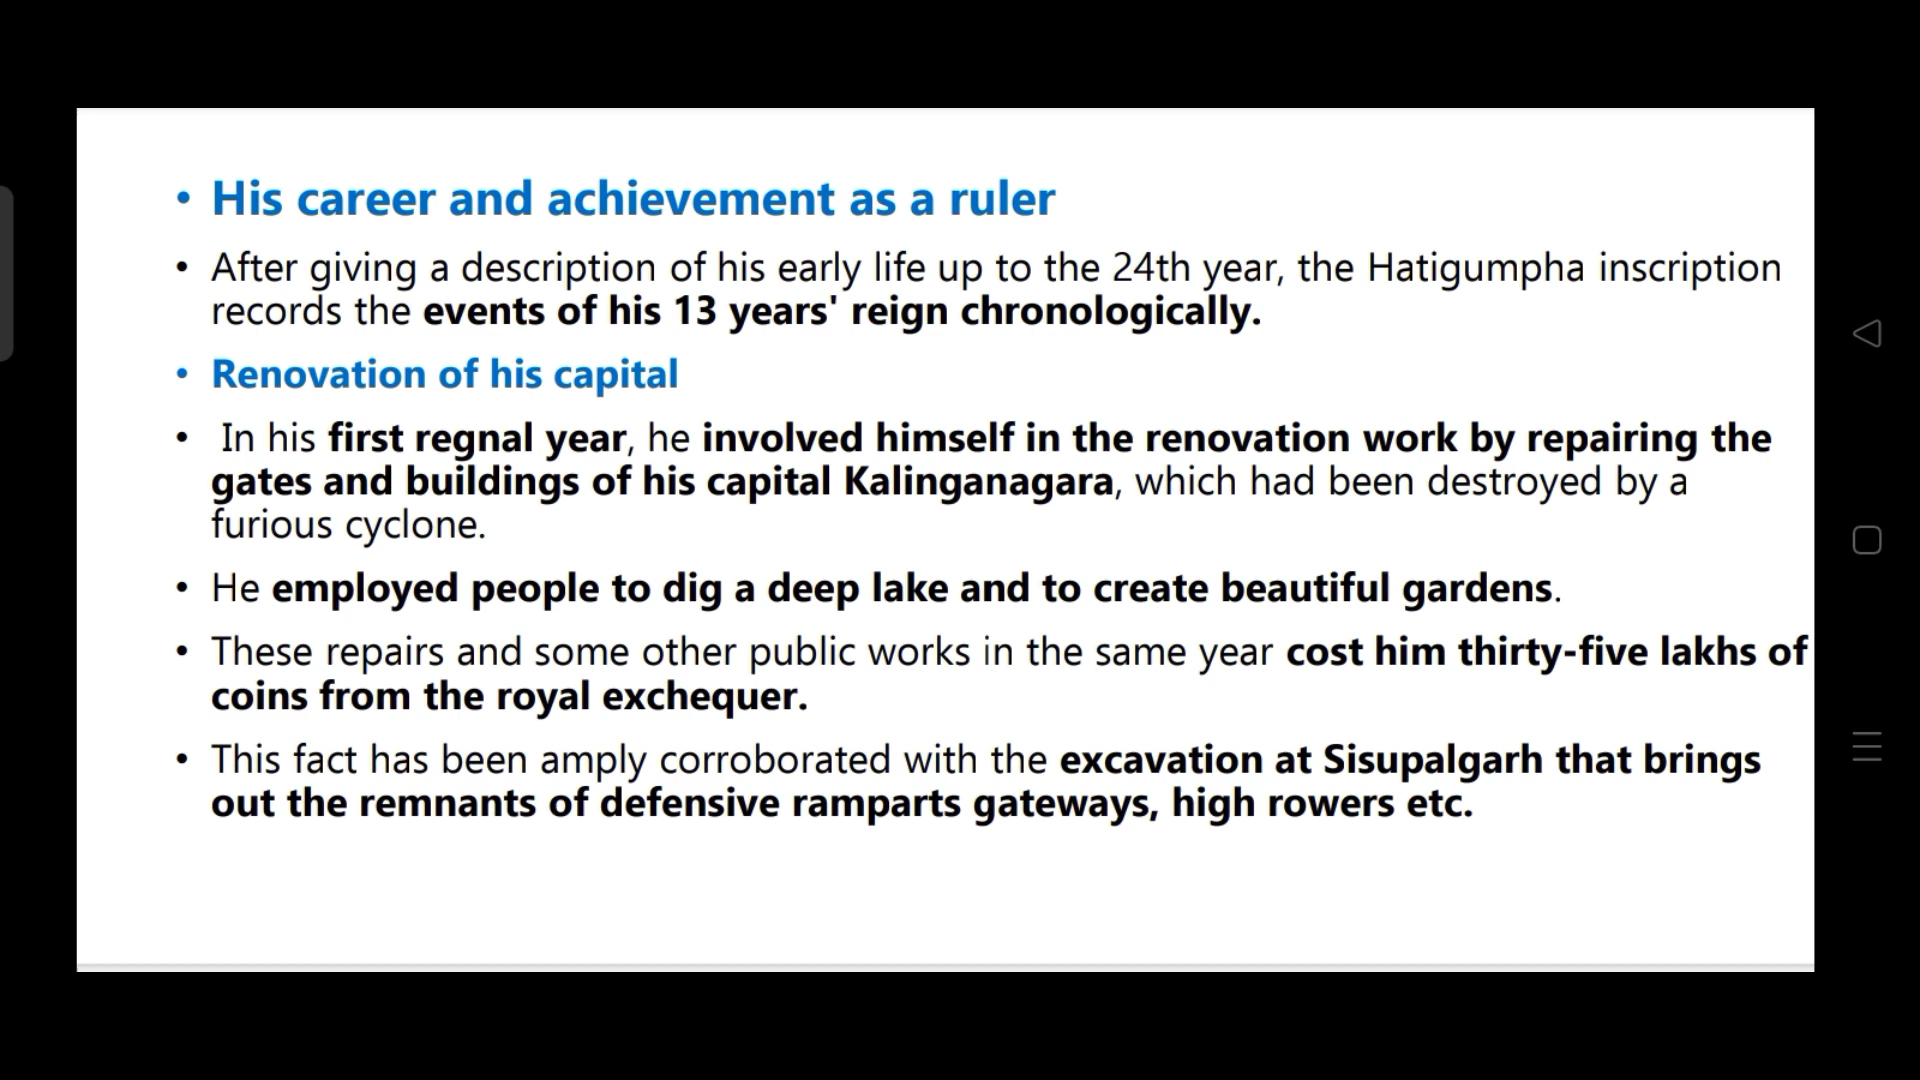 • His career and achievement as a ruler
• After giving a description of his early life up to the 24th year, the Hatigumpha inscription
records the events of his 13 years' reign chronologically.
• Renovation of his capital
• In his first regnal year, he involved himself in the renovation work by repairing the
gates and buildings of his capital Kalinganagara, which had been destroyed by a
furious cyclone.
• He employed people to dig a deep lake and to create beautiful gardens.
• These repairs and some other public works in the same year cost him thirty-five lakhs of
coins from the royal exchequer.
• This fact has been amply corroborated with the excavation at Sisupalgarh that brings
out the remnants of defensive ramparts gateways, high rowers etc.